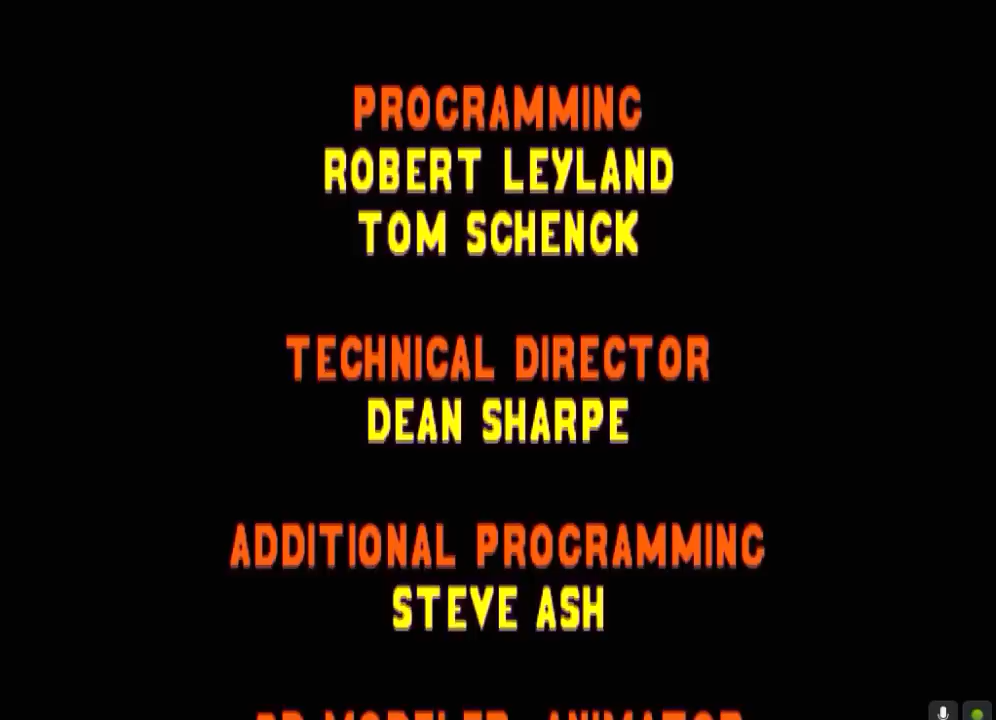 PROGRAMMING
ROBERT LEYLAND
TOM SCHENCK
TECHNICAL DIRECTOR
DEAN SHARPE
ADDITIONAL PROGRAMMING
STEVE ASH